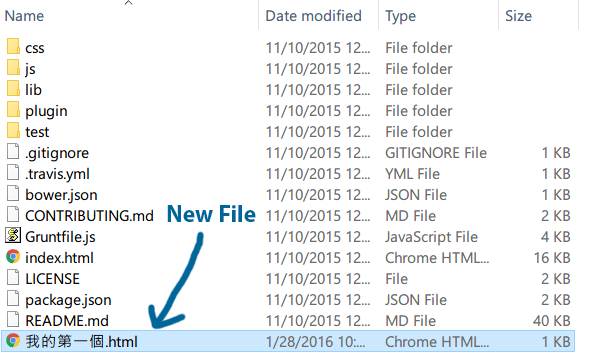 Name Date modified Type Size
css 11/10/2015 12... File folder
js 11/10/2015 12... File folder
lib 11/10/2015 12... File folder
plugin 11/10/2015 12... File folder
test 11/10/2015 12... File folder
.gitignore 11/10/2015 12... GITIGNORE File 1 KB
.travis.yml 11/10/2015 12... YML File 1 KB
bower.json 11/10/2015 12... JSON File 1 KB
CONTRIBUTING.md 11/10/2015 12... MD File 2 KB
New File
Gruntfile.js 11/10/2015 12... JavaScript File 4 KB
index.html 11/10/2015 12... Chrome HTML... 16 KB
LICENSE 11/10/2015 12... File 2 KB
package.json 11/10/2015 12... JSON File 2 KB
README.md 11/10/2015 12... MD File 40 KB
我的第一個.html 1/28/2016 10:... Chrome HTML... 1 KB